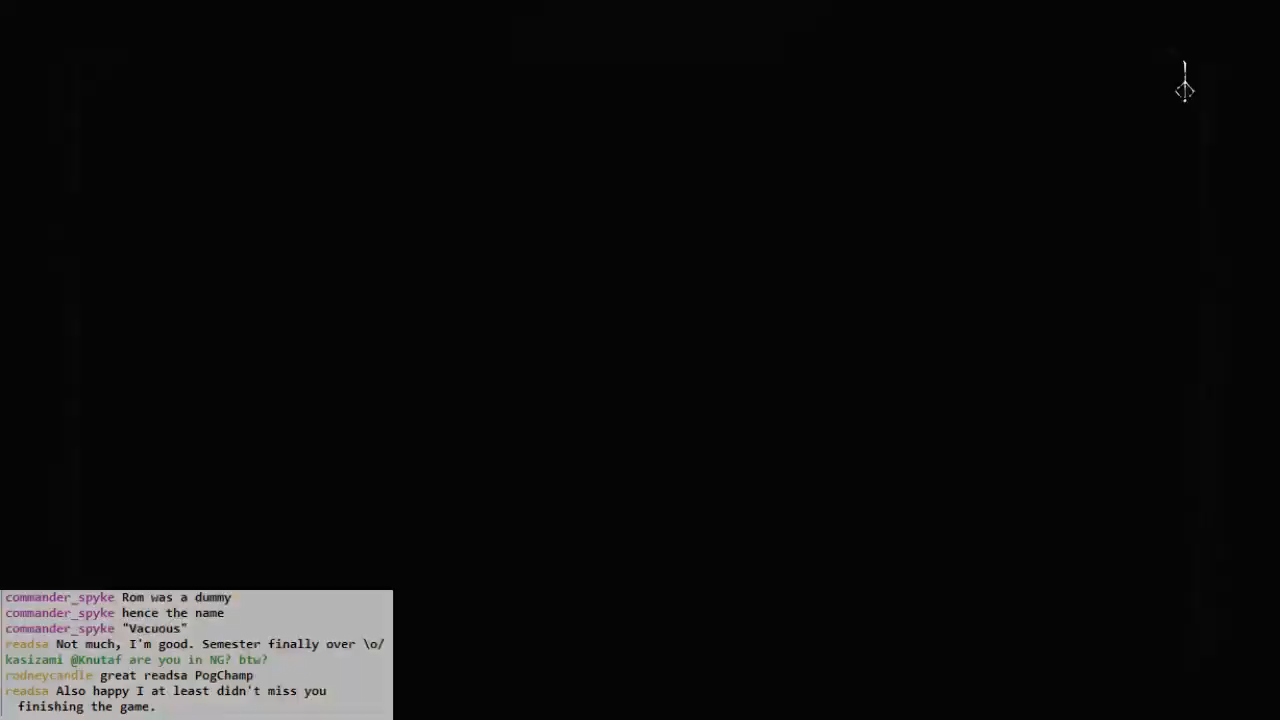 commander_spyke Rom was a dummy
commander_spyke hence the name
commander_spyke "Vacuous"
readsa Not much, I'm good. Semester finally over \o/
kasizami @Knutaf are you in NG? btw?
rodneycandle great readsa PogChamp
readsa Also happy I at least didn't miss you
finishing the game.